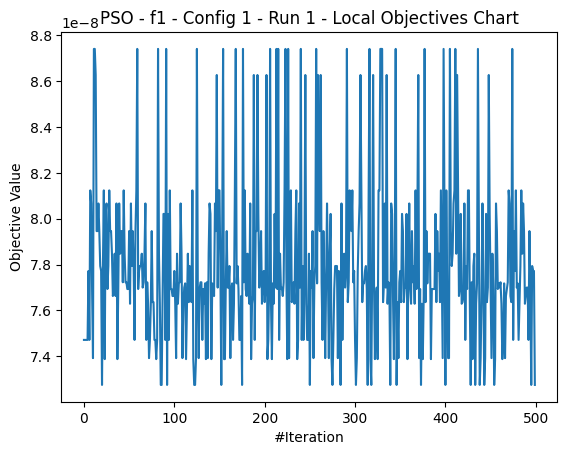 PSO - f1 - Config 1 - Run 1 - Local Objectives Chart
1e−8
8.8
8.6
8.4
8.2
8.0
7.8
7.6
7.4
Objective Value
0 100 200 300 400 500
#Iteration